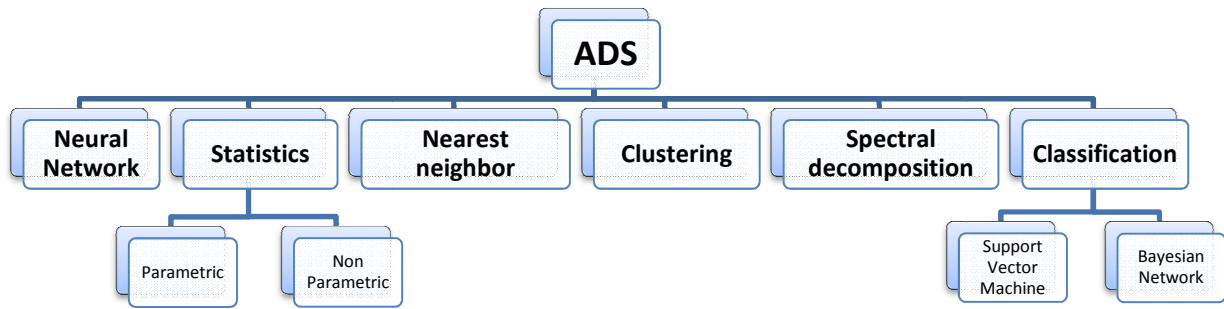 ADS
Neural
Network
Statistics
Nearest
neighbor
Clustering
Spectral
decomposition
Classification
Parametric
Non
Parametric
Support
Vector
Machine
Bayesian
Network